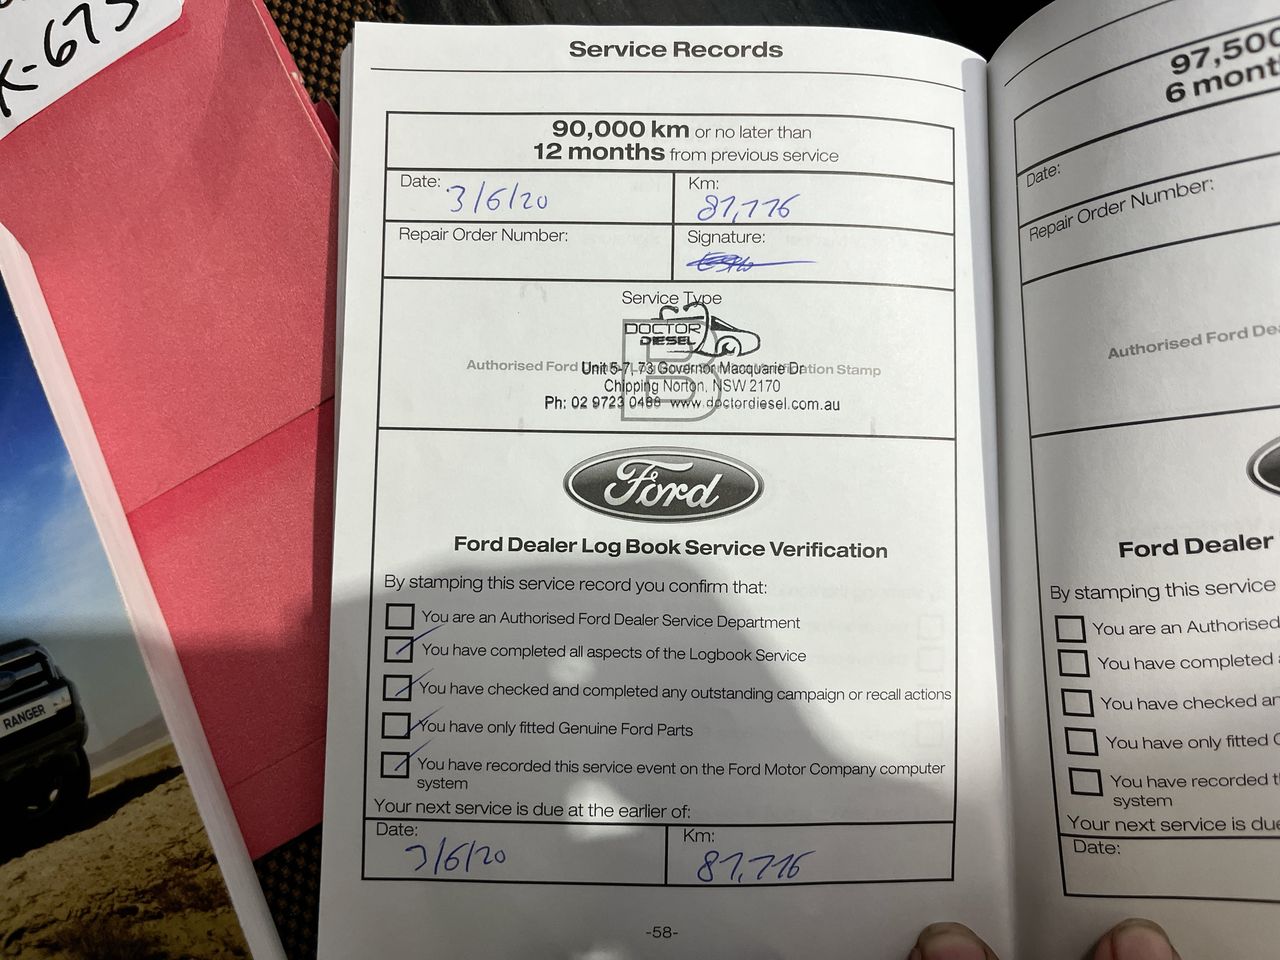 K-673
Service Records
90,000 km or no later than
12 months from previous service
Date: 3/6/20
Km: 87,776
Repair Order Number:
Signature:
Service Type
DOCTOR
DIESEL
B
Authorised Ford Verification Stamp
Unit 5-7, 73 Governor Macquarie Dr
Chipping Norton, NSW 2170
Ph: 02 9723 0488 www.doctordiesel.com.au
Ford
Ford Dealer Log Book Service Verification
By stamping this service record you confirm that:
You are an Authorised Ford Dealer Service Department
You have completed all aspects of the Logbook Service
You have checked and completed any outstanding campaign or recall actions
You have only fitted Genuine Ford Parts
You have recorded this service event on the Ford Motor Company computer
system
Your next service is due at the earlier of:
Date: 3/6/20
Km: 87,776
-58-
97,500
6 month
Date:
Repair Order Number:
Authorised Ford Dea
Ford Dealer
By stamping this service
You are an Authorised
You have completed
You have checked an
You have only fitted G
You have recorded th
system
Your next service is due
Date:
RANGER